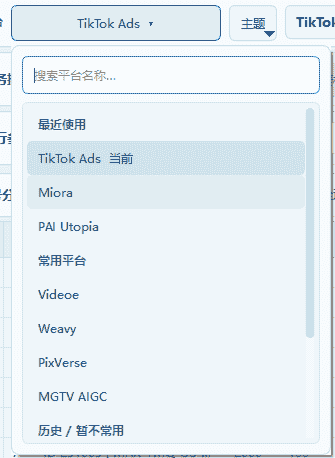 TikTok Ads ▾
主题
TikTok
搜索平台名称...
最近使用
TikTok Ads 当前
Miora
PAI Utopia
常用平台
Videoe
Weavy
PixVerse
MGTV AIGC
历史 / 暂不常用